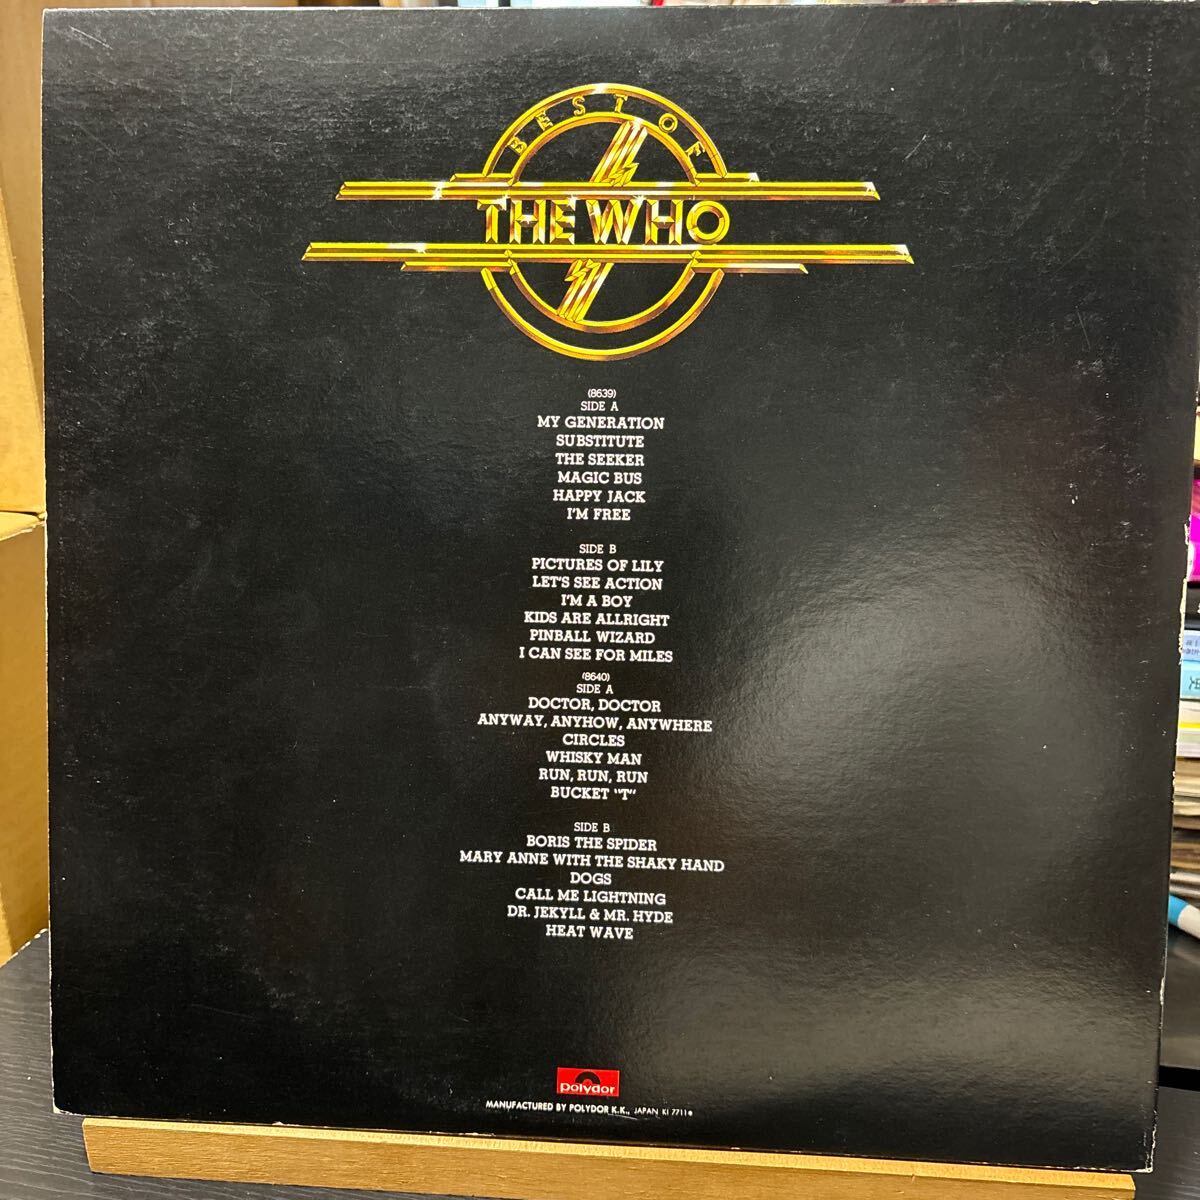 BEST OF
THE WHO
(8639)
SIDE A
MY GENERATION
SUBSTITUTE
THE SEEKER
MAGIC BUS
HAPPY JACK
I'M FREE
SIDE B
PICTURES OF LILY
LET'S SEE ACTION
I'M A BOY
KIDS ARE ALLRIGHT
PINBALL WIZARD
I CAN SEE FOR MILES
(8640)
SIDE A
DOCTOR, DOCTOR
ANYWAY, ANYHOW, ANYWHERE
CIRCLES
WHISKY MAN
RUN, RUN, RUN
BUCKET "T"
SIDE B
BORIS THE SPIDER
MARY ANNE WITH THE SHAKY HAND
DOGS
CALL ME LIGHTNING
DR. JEKYLL & MR. HYDE
HEAT WAVE
polydor
MANUFACTURED BY POLYDOR K.K., JAPAN KI 7711